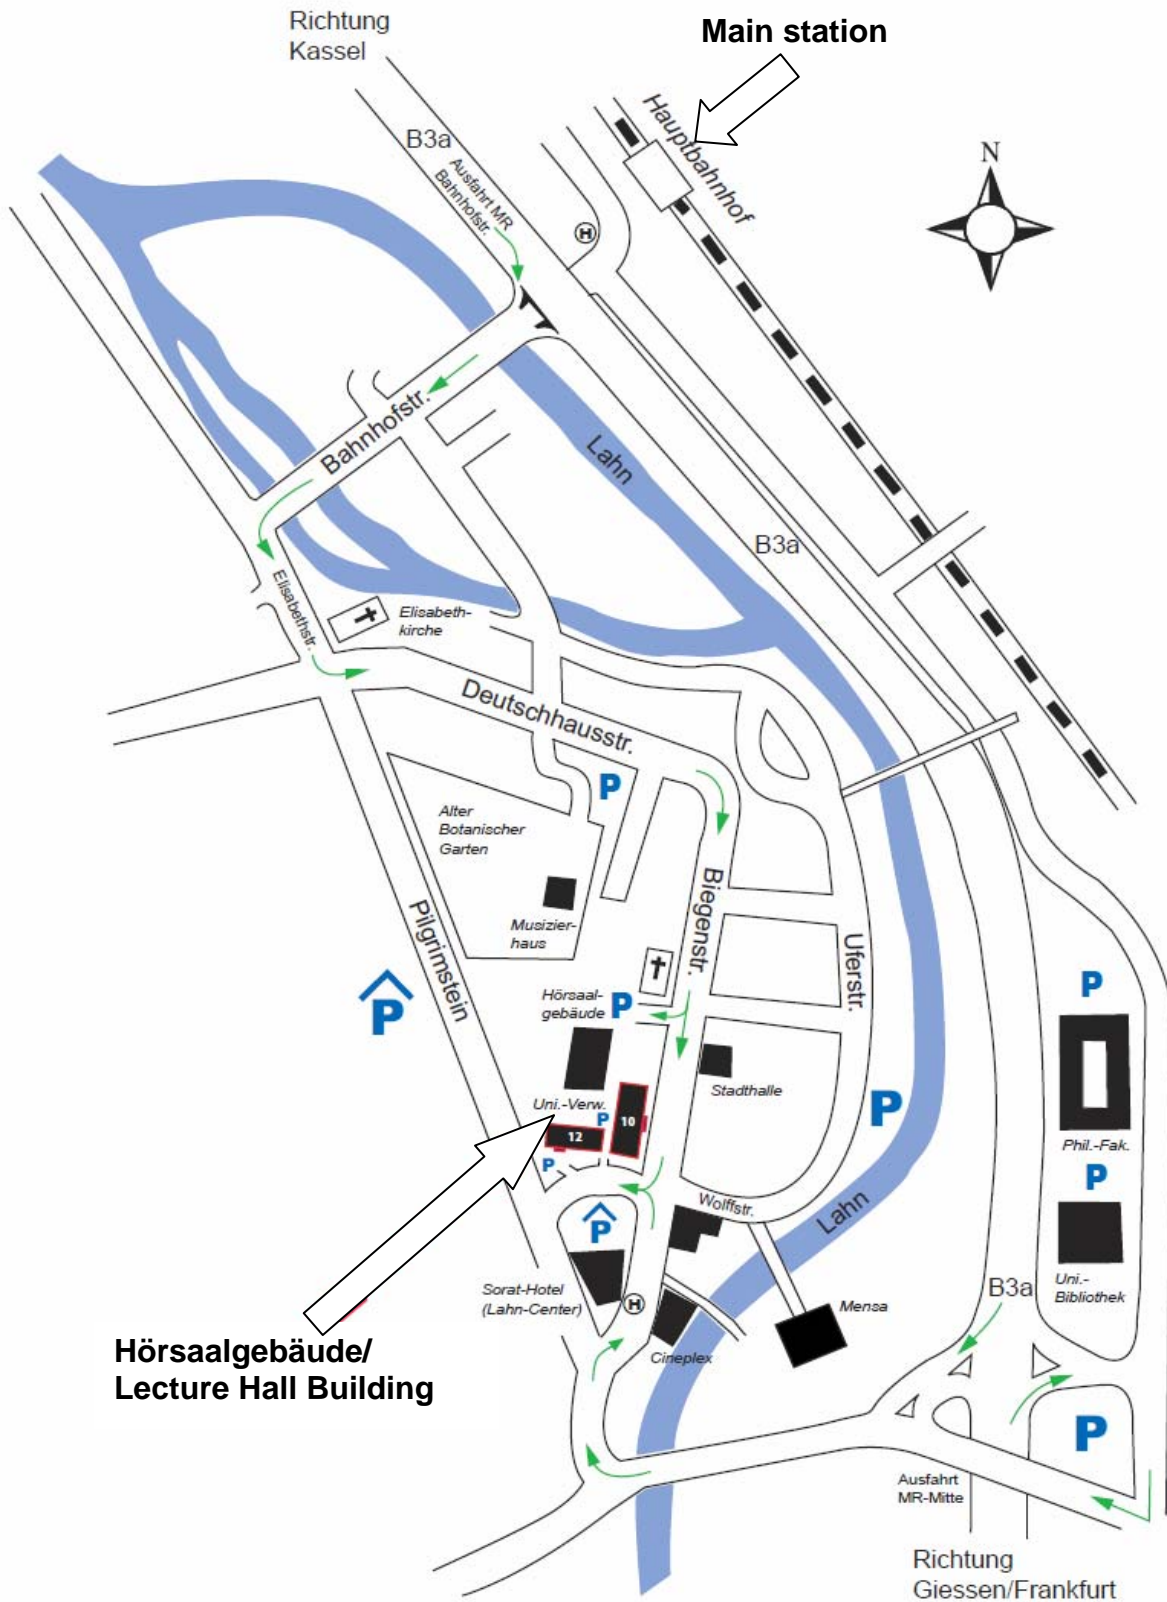 Richtung
Kassel
Main station
B3a
Hauptbahnhof
Ausfahrt MR
Bahnhofstr.
N
H
Bahnhofstr.
Lahn
B3a
Elisabethstr.
Elisabeth-
kirche
Deutschhausstr.
P
Alter
Botanischer
Garten
Biegenstr.
Pilgrimstein
Musizier-
haus
Uferstr.
P
Hörsaal-
gebäude
P
P
Stadthalle
Uni.-Verw.
P
10
12
P
P
Phil.-Fak.
P
Wolffstr.
Lahn
P
Sorat-Hotel
(Lahn-Center)
H
Mensa
B3a
Uni.-
Bibliothek
Cineplex
Hörsaalgebäude/
Lecture Hall Building
P
Ausfahrt
MR-Mitte
Richtung
Giessen/Frankfurt